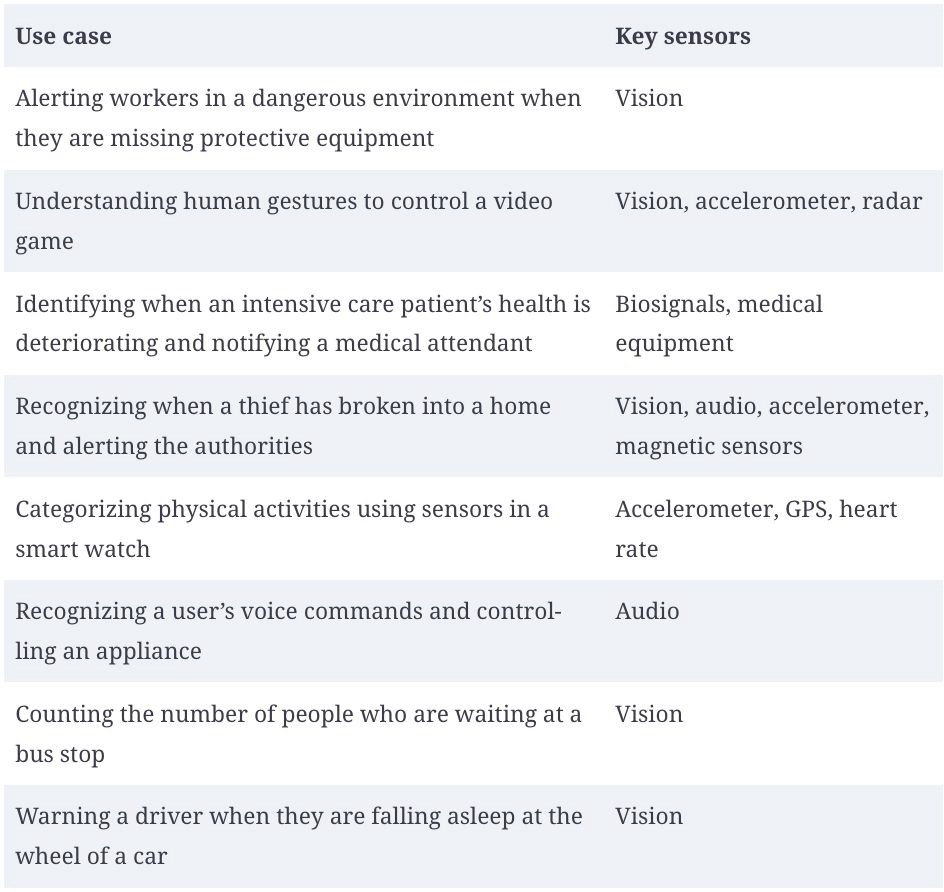 Use case Key sensors
Alerting workers in a dangerous environment when Vision
they are missing protective equipment
Understanding human gestures to control a video Vision, accelerometer, radar
game
Identifying when an intensive care patient’s health is Biosignals, medical
deteriorating and notifying a medical attendant equipment
Recognizing when a thief has broken into a home Vision, audio, accelerometer,
and alerting the authorities magnetic sensors
Categorizing physical activities using sensors in a Accelerometer, GPS, heart
smart watch rate
Recognizing a user’s voice commands and control- Audio
ling an appliance
Counting the number of people who are waiting at a Vision
bus stop
Warning a driver when they are falling asleep at the Vision
wheel of a car